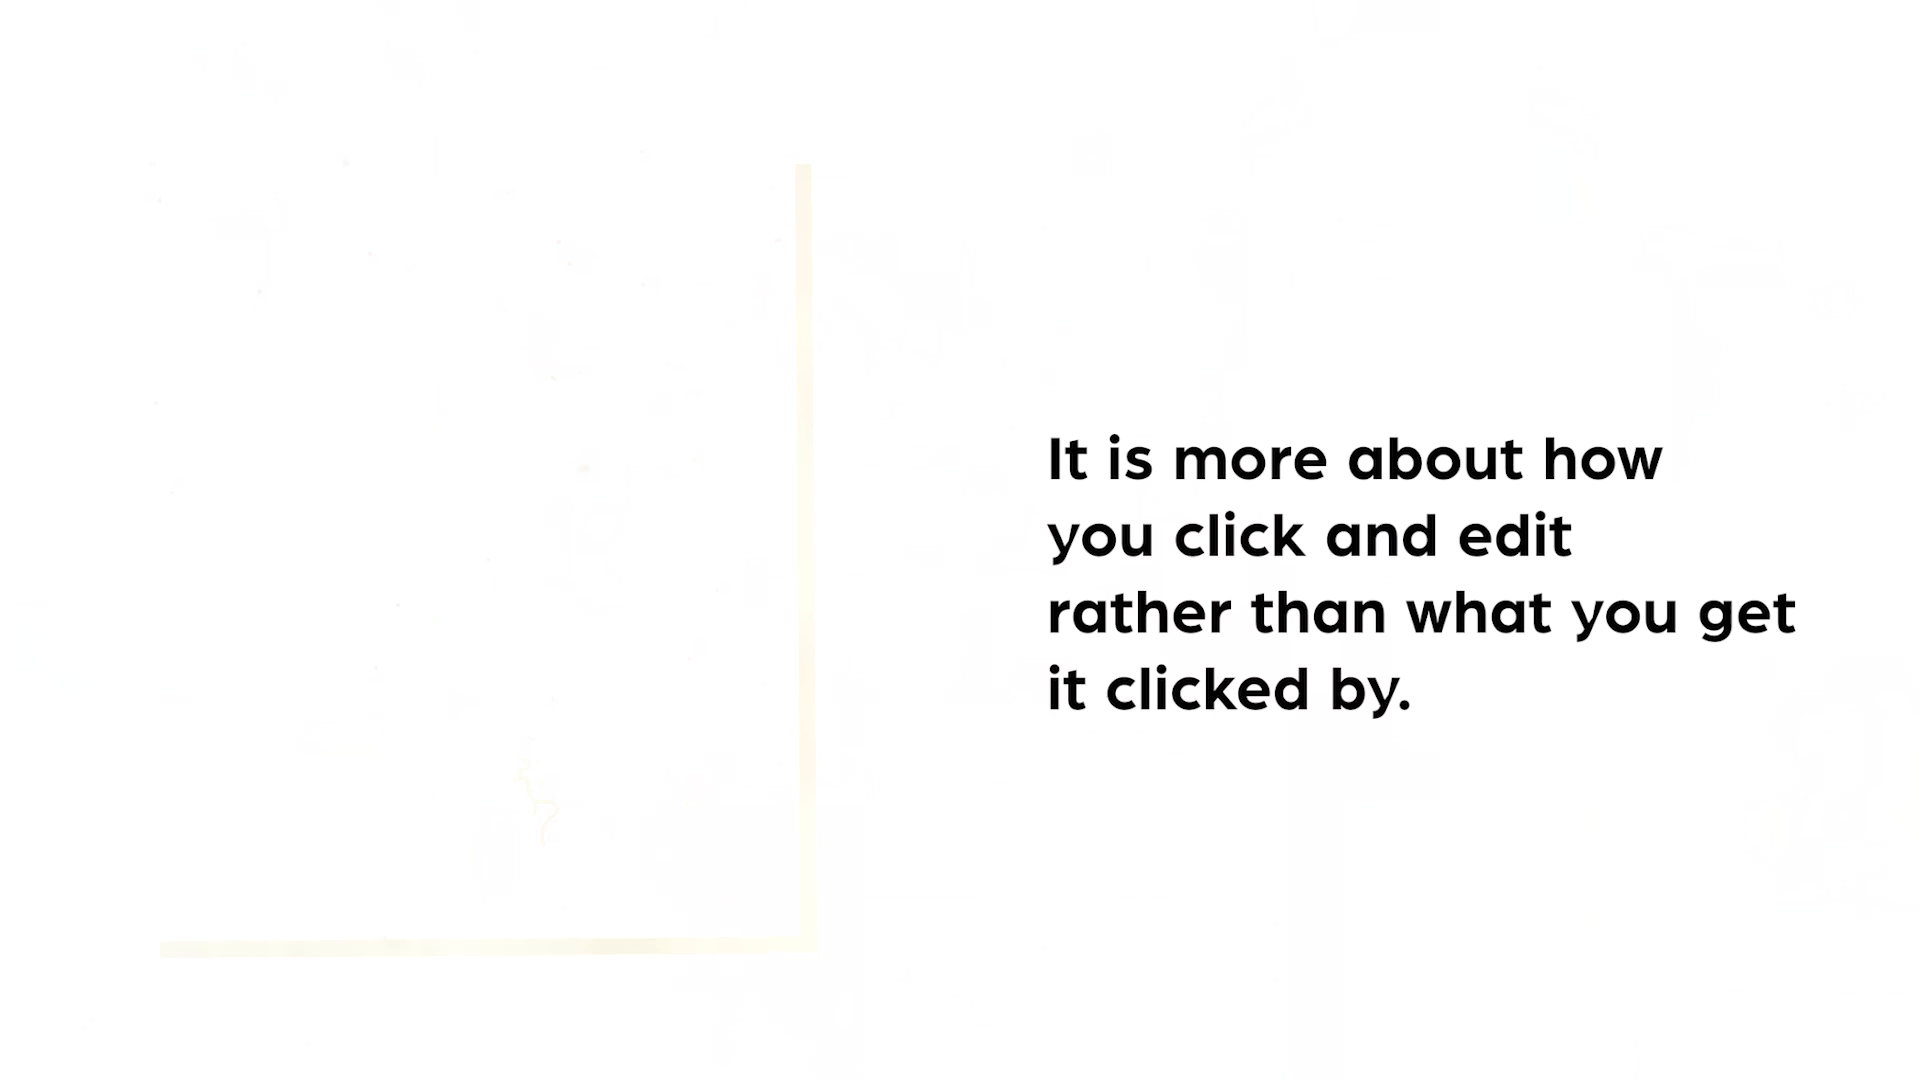 It is more about how
you click and edit
rather than what you get
it clicked by.